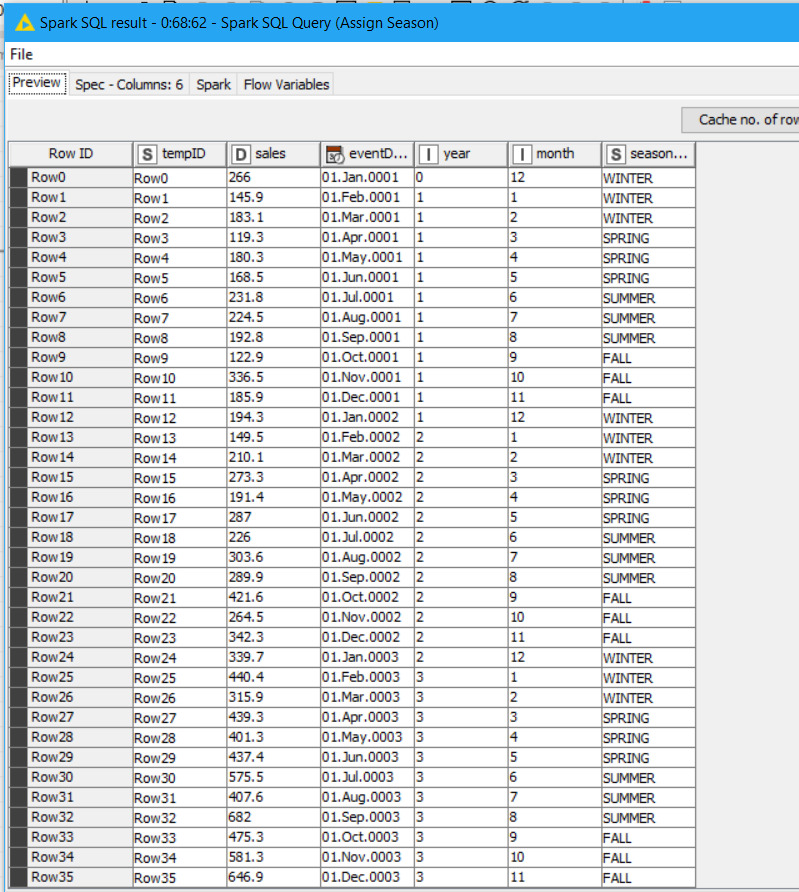 Spark SQL result - 0:68:62 - Spark SQL Query (Assign Season)
File
Preview Spec - Columns: 6 Spark Flow Variables
Cache no. of row
Row ID S tempID D sales eventD... I year I month S season...
Row0 Row0 266 01.Jan.0001 0 12 WINTER
Row1 Row1 145.9 01.Feb.0001 1 1 WINTER
Row2 Row2 183.1 01.Mar.0001 1 2 WINTER
Row3 Row3 119.3 01.Apr.0001 1 3 SPRING
Row4 Row4 180.3 01.May.0001 1 4 SPRING
Row5 Row5 168.5 01.Jun.0001 1 5 SPRING
Row6 Row6 231.8 01.Jul.0001 1 6 SUMMER
Row7 Row7 224.5 01.Aug.0001 1 7 SUMMER
Row8 Row8 192.8 01.Sep.0001 1 8 SUMMER
Row9 Row9 122.9 01.Oct.0001 1 9 FALL
Row10 Row10 336.5 01.Nov.0001 1 10 FALL
Row11 Row11 185.9 01.Dec.0001 1 11 FALL
Row12 Row12 194.3 01.Jan.0002 1 12 WINTER
Row13 Row13 149.5 01.Feb.0002 2 1 WINTER
Row14 Row14 210.1 01.Mar.0002 2 2 WINTER
Row15 Row15 273.3 01.Apr.0002 2 3 SPRING
Row16 Row16 191.4 01.May.0002 2 4 SPRING
Row17 Row17 287 01.Jun.0002 2 5 SPRING
Row18 Row18 226 01.Jul.0002 2 6 SUMMER
Row19 Row19 303.6 01.Aug.0002 2 7 SUMMER
Row20 Row20 289.9 01.Sep.0002 2 8 SUMMER
Row21 Row21 421.6 01.Oct.0002 2 9 FALL
Row22 Row22 264.5 01.Nov.0002 2 10 FALL
Row23 Row23 342.3 01.Dec.0002 2 11 FALL
Row24 Row24 339.7 01.Jan.0003 2 12 WINTER
Row25 Row25 440.4 01.Feb.0003 3 1 WINTER
Row26 Row26 315.9 01.Mar.0003 3 2 WINTER
Row27 Row27 439.3 01.Apr.0003 3 3 SPRING
Row28 Row28 401.3 01.May.0003 3 4 SPRING
Row29 Row29 437.4 01.Jun.0003 3 5 SPRING
Row30 Row30 575.5 01.Jul.0003 3 6 SUMMER
Row31 Row31 407.6 01.Aug.0003 3 7 SUMMER
Row32 Row32 682 01.Sep.0003 3 8 SUMMER
Row33 Row33 475.3 01.Oct.0003 3 9 FALL
Row34 Row34 581.3 01.Nov.0003 3 10 FALL
Row35 Row35 646.9 01.Dec.0003 3 11 FALL